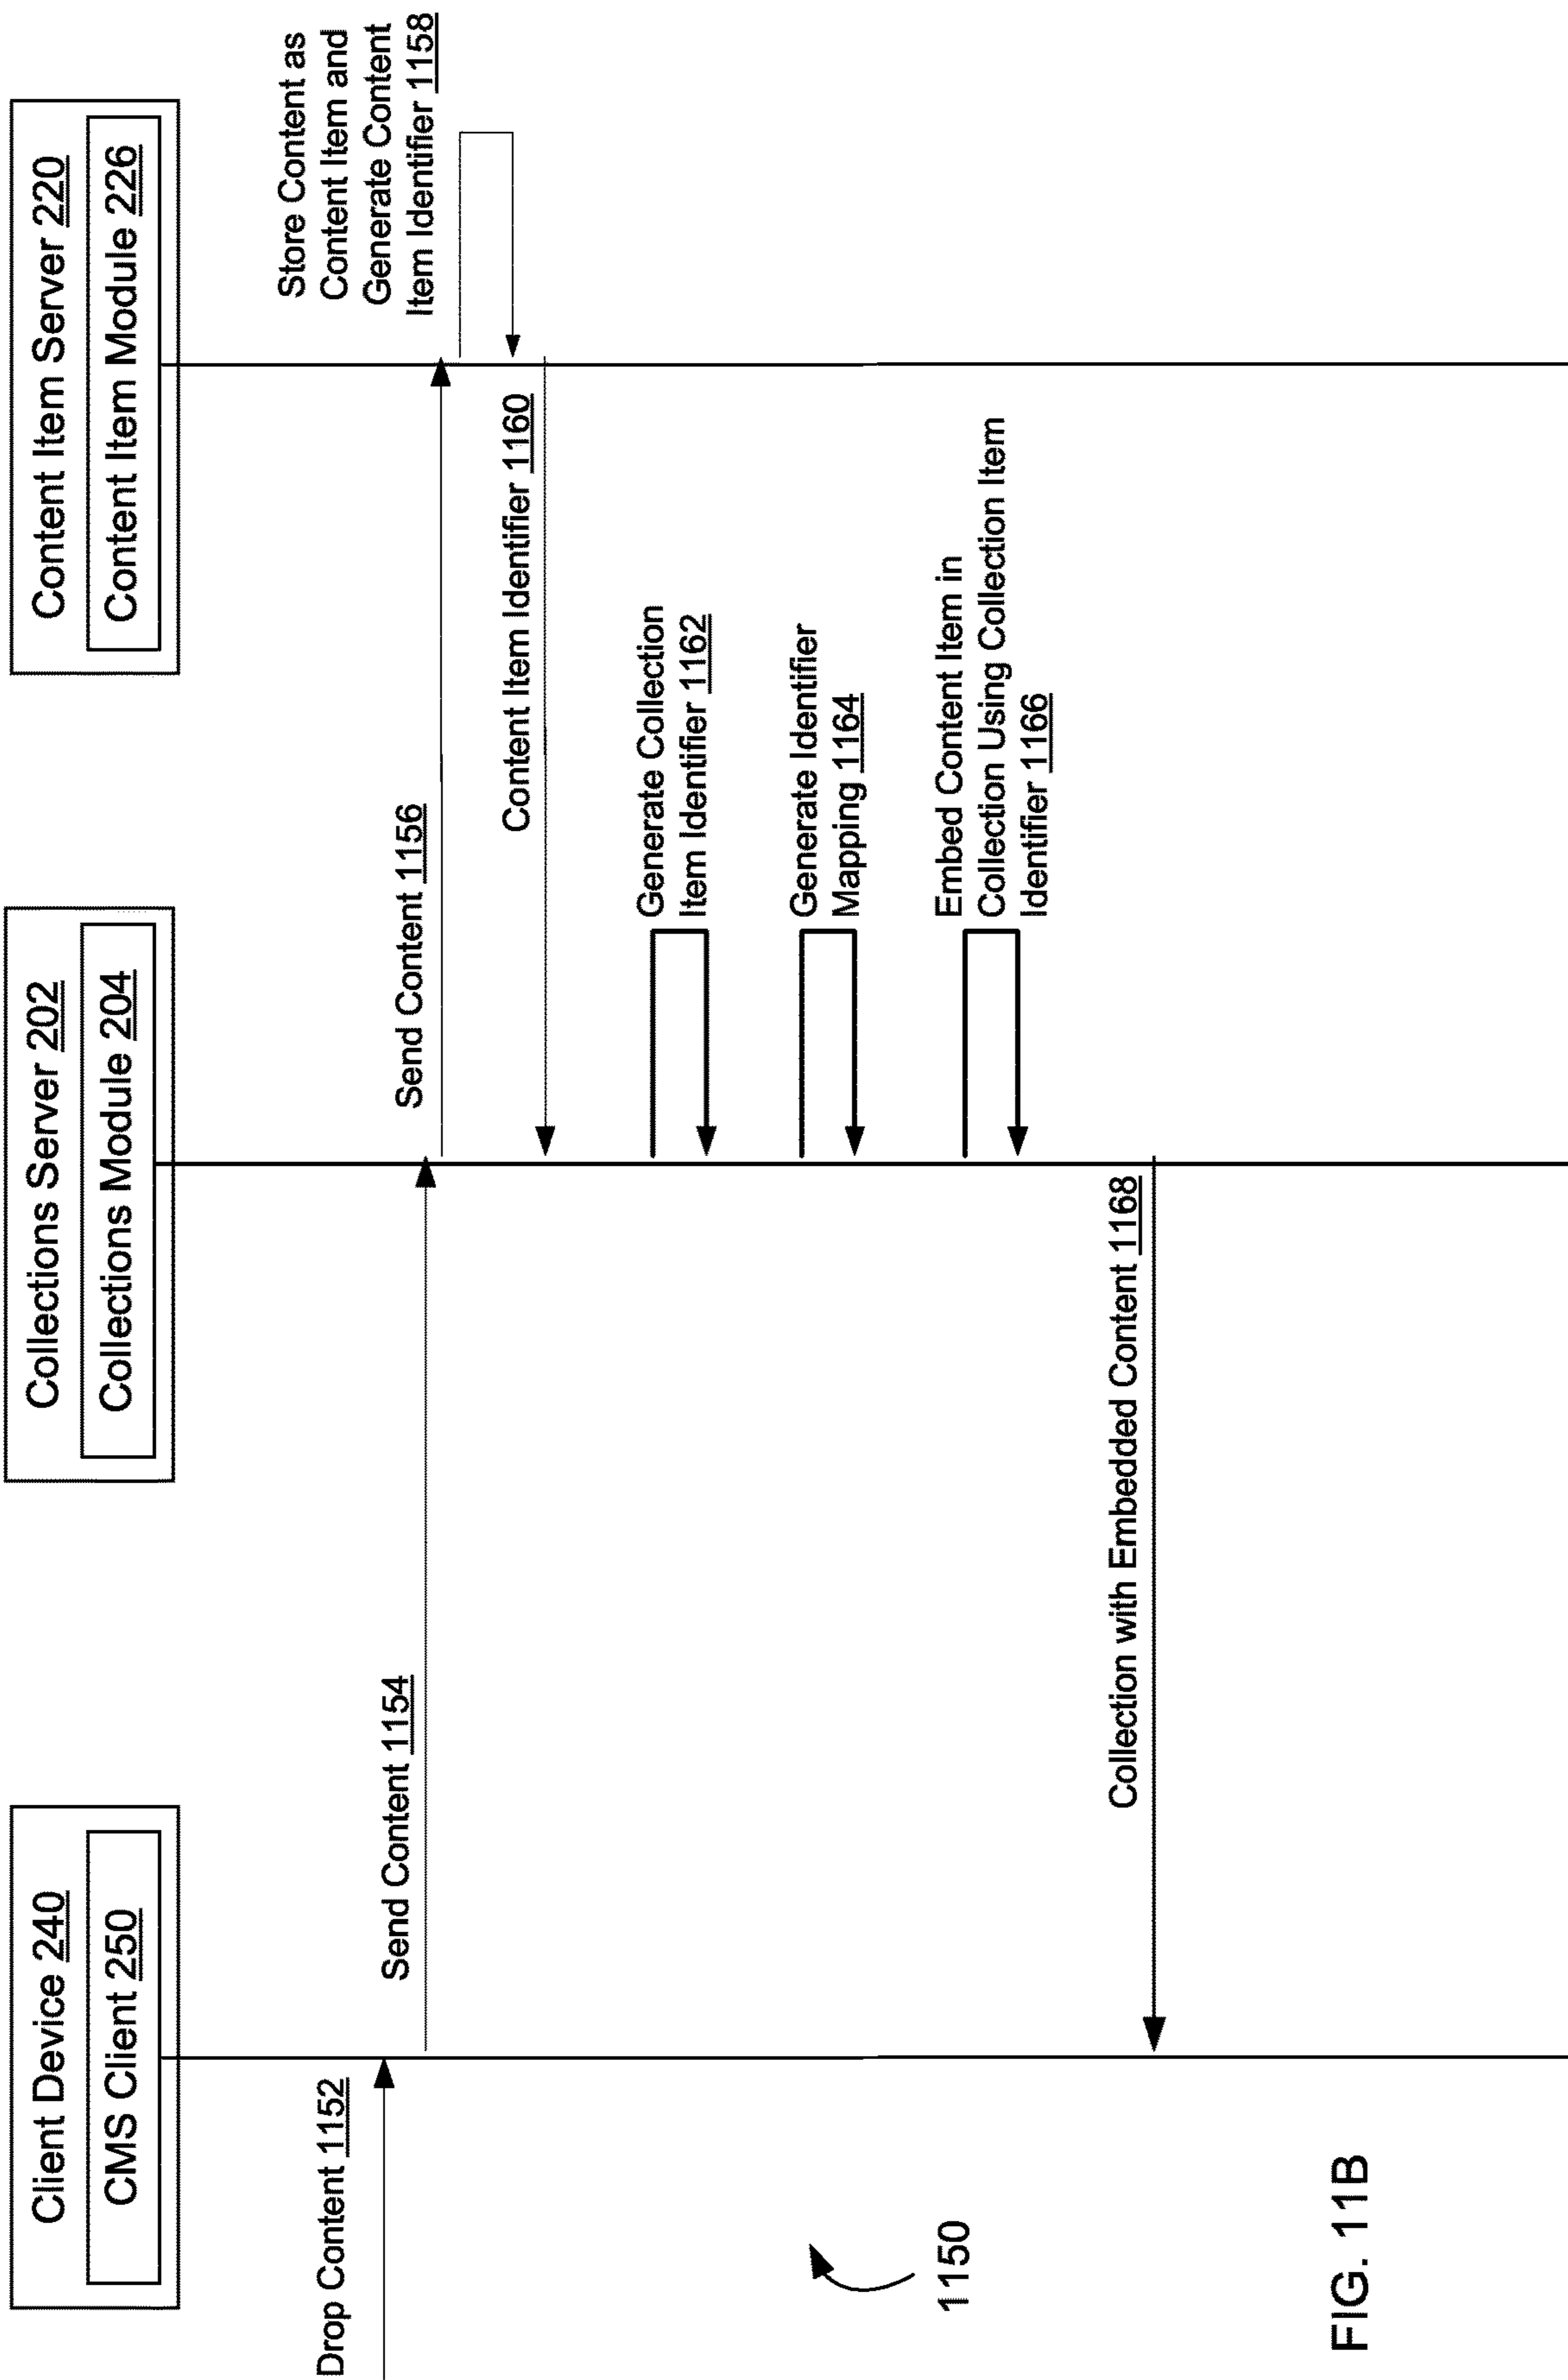 Client Device 240
CMS Client 250
Collections Server 202
Collections Module 204
Content Item Server 220
Content Item Module 226
Drop Content 1152
Send Content 1154
Send Content 1156
Store Content as
Content Item and
Generate Content
Item Identifier 1158
Content Item Identifier 1160
Generate Collection
Item Identifier 1162
Generate Identifier
Mapping 1164
Embed Content Item in
Collection Using Collection Item
Identifier 1166
Collection with Embedded Content 1168
1150
FIG. 11B